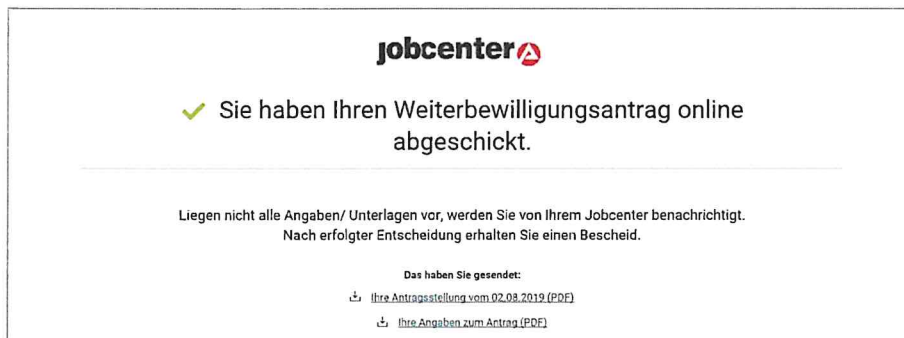 jobcenter
Sie haben Ihren Weiterbewilligungsantrag online
abgeschickt.
Liegen nicht alle Angaben/ Unterlagen vor, werden Sie von Ihrem Jobcenter benachrichtigt.
Nach erfolgter Entscheidung erhalten Sie einen Bescheid.
Das haben Sie gesendet:
Ihre Antragsstellung vom 02.08.2019 (PDF)
Ihre Angaben zum Antrag (PDF)